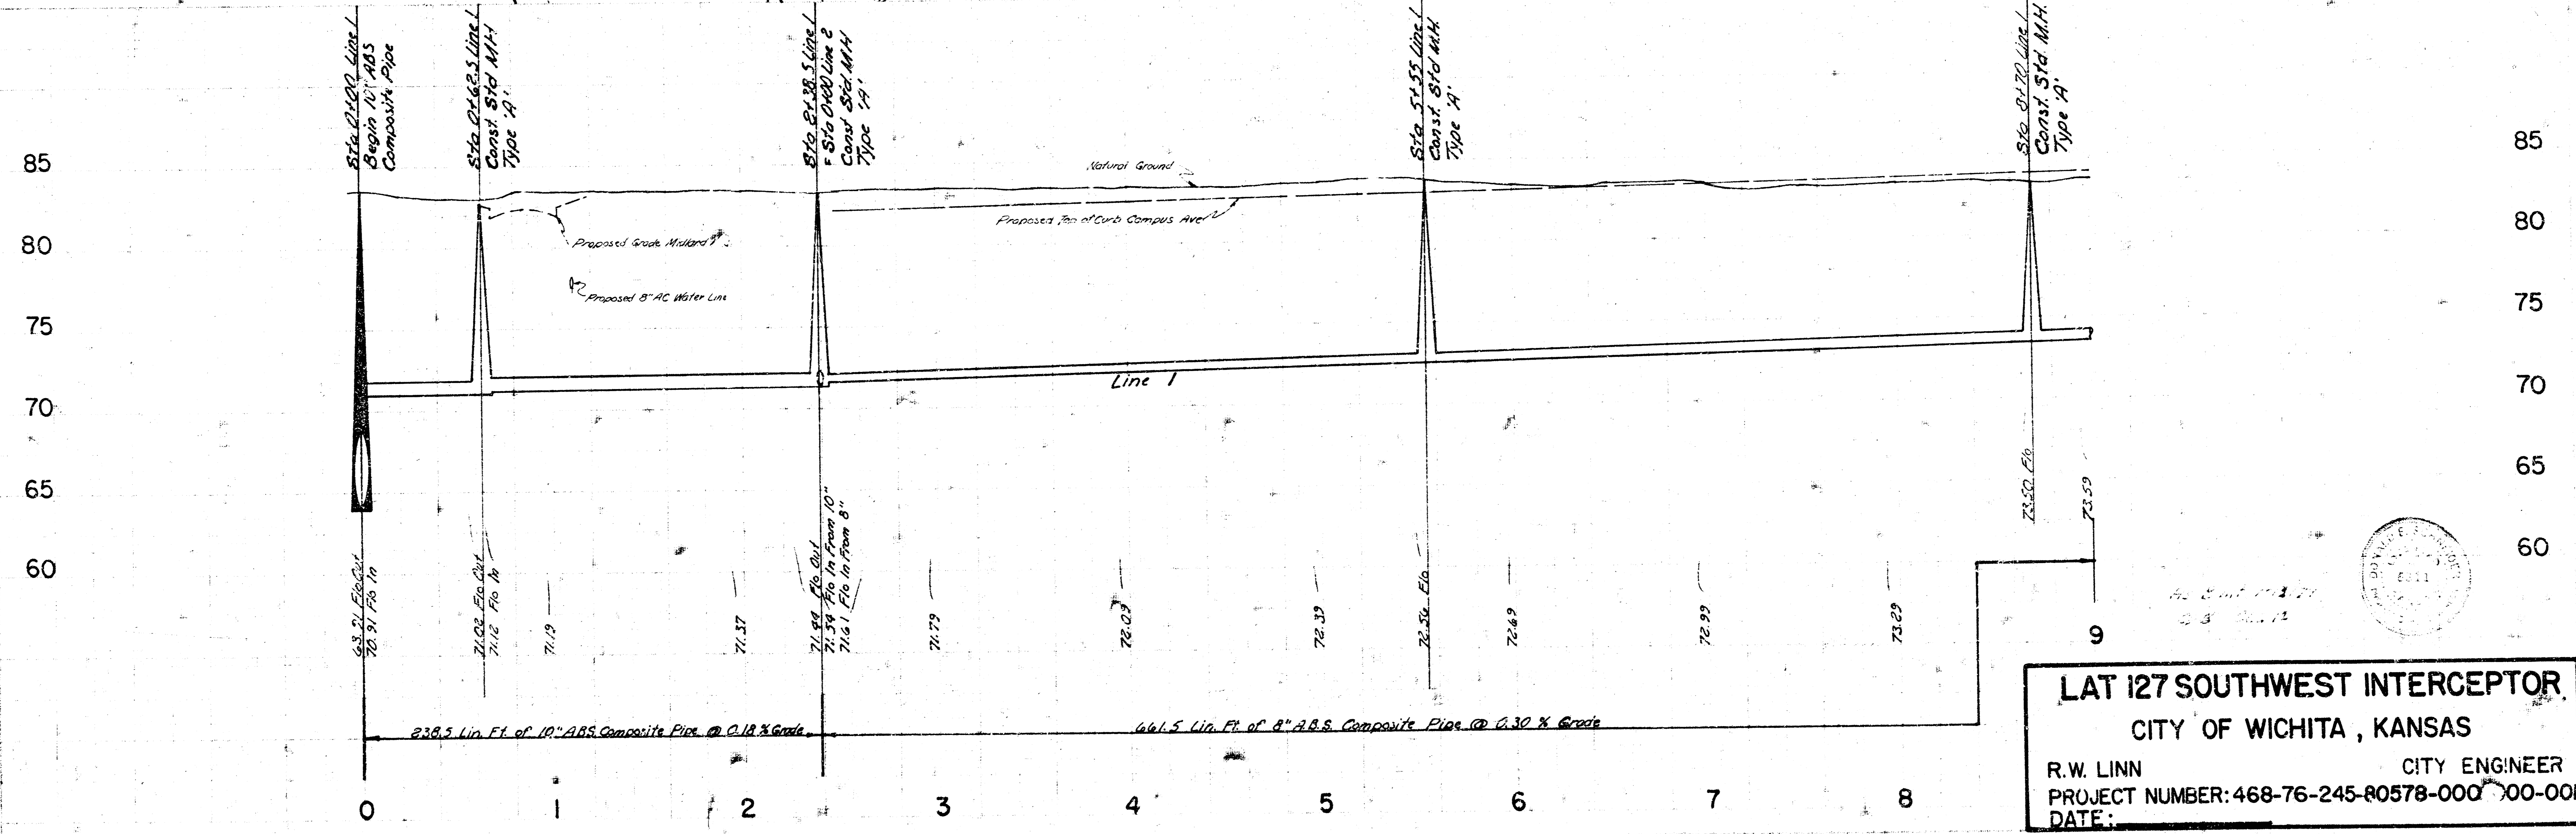 Sta 0+00 Line 1
Begin 10" ABS
Composite Pipe
Sta 0+62.5 Line 1
Const. Std MH
Type 'A'
Sta 2+38.5 Line 1
= Sta 0+00 Line 2
Const Std. MH
Type 'A'
Sta 5+55 Line 1
Const. Std M.H.
Type 'A'
Sta 8+70 Line 1
Const. Std. M.H.
Type 'A'
85
80
75
70
65
60
85
80
75
70
65
60
Natural Ground
Proposed Top of Curb Campus Ave
Proposed Grade Midland
Proposed 8" AC Water Line
Line 1
63.21 Flo Out
70.91 Flo In
71.02 Flo Out
71.12 Flo In
71.19
71.37
71.44 Flo Out
71.54 Flo In From 10"
71.61 Flo In From 8"
71.79
72.09
72.39
72.56 Flo
72.69
72.99
73.29
73.50 Flo
73.59
238.5 Lin. Ft. of 10" ABS Composite Pipe @ 0.18 % Grade
661.5 Lin. Ft. of 8" A.B.S. Composite Pipe @ 0.30 % Grade
0 1 2 3 4 5 6 7 8
9
LAT 127 SOUTHWEST INTERCEPTOR
CITY OF WICHITA, KANSAS
R.W. LINN CITY ENGINEER
PROJECT NUMBER: 468-76-245-80578-000
DATE: